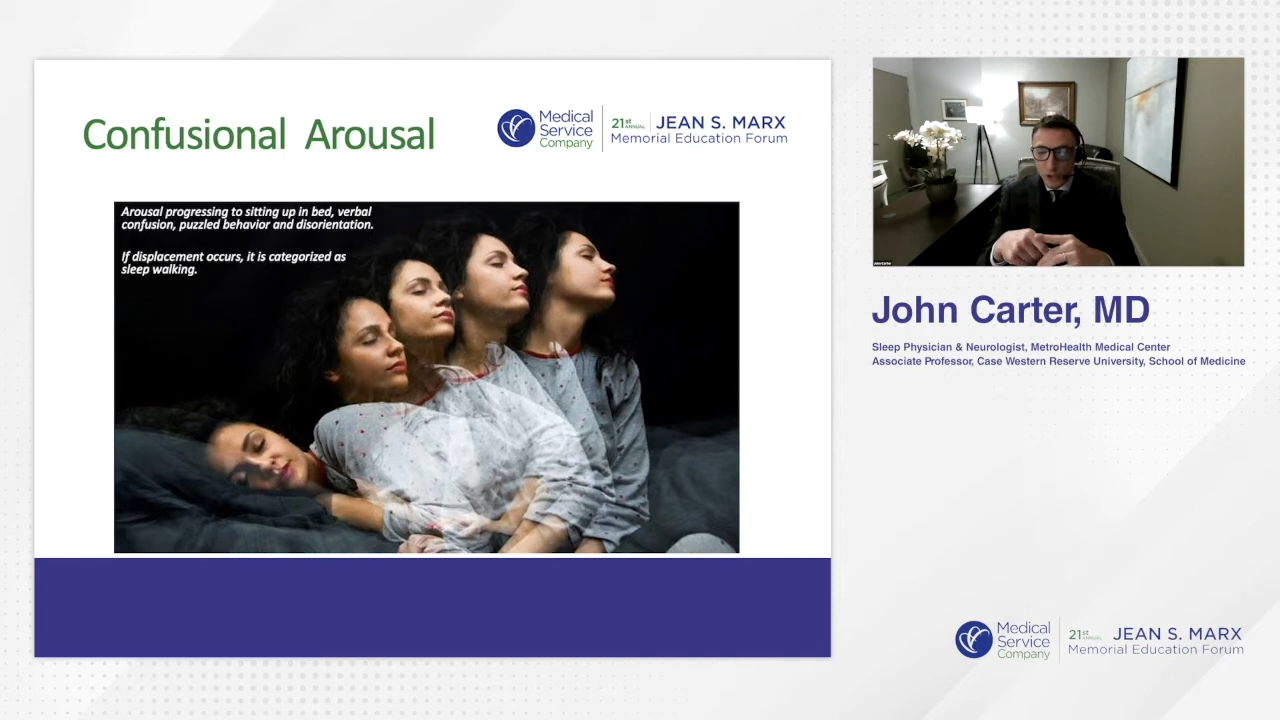 Confusional Arousal
Medical
Service
Company
21st
ANNUAL
JEAN S. MARX
Memorial Education Forum
Arousal progressing to sitting up in bed, verbal
confusion, puzzled behavior and disorientation.
If displacement occurs, it is categorized as
sleep walking.
John Carter, MD
Sleep Physician & Neurologist, MetroHealth Medical Center
Associate Professor, Case Western Reserve University, School of Medicine
Medical
Service
Company
21st
ANNUAL
JEAN S. MARX
Memorial Education Forum